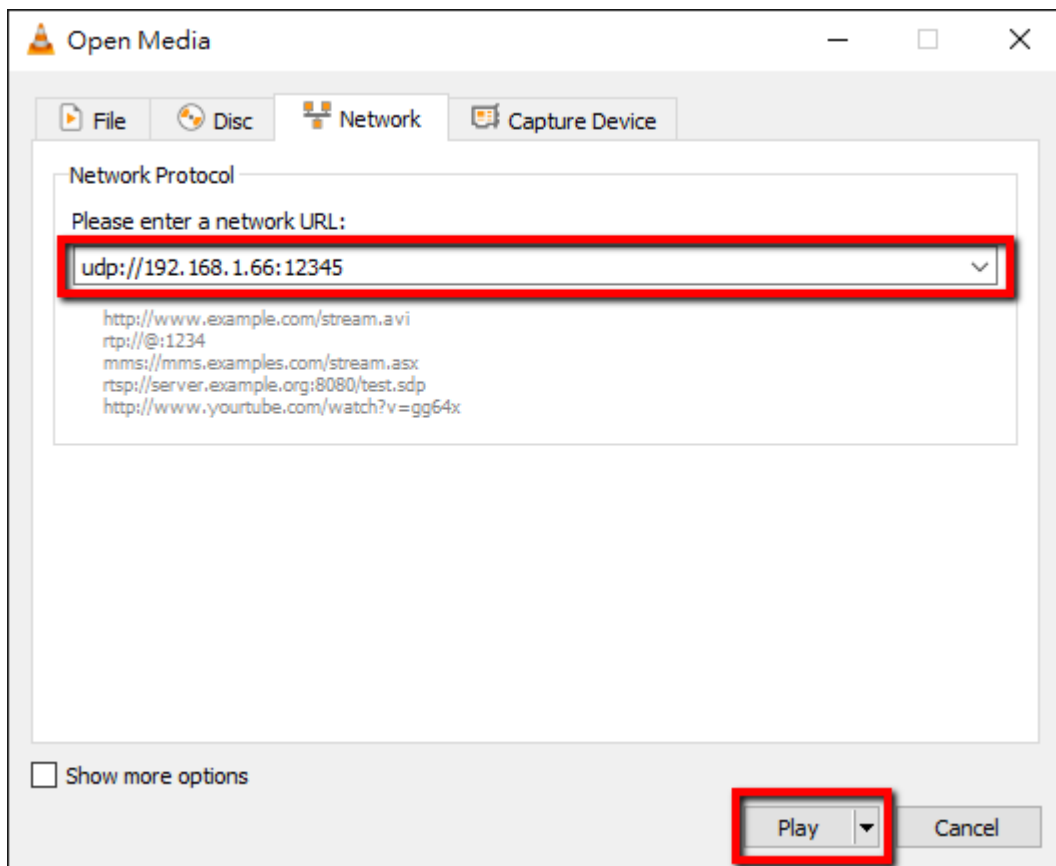 Open Media
File Disc Network Capture Device
Network Protocol
Please enter a network URL:
udp://192.168.1.66:12345
http://www.example.com/stream.avi
rtp://@:1234
mms://mms.examples.com/stream.asx
rtsp://server.example.org:8080/test.sdp
http://www.yourtube.com/watch?v=gg64x
Show more options
Play Cancel